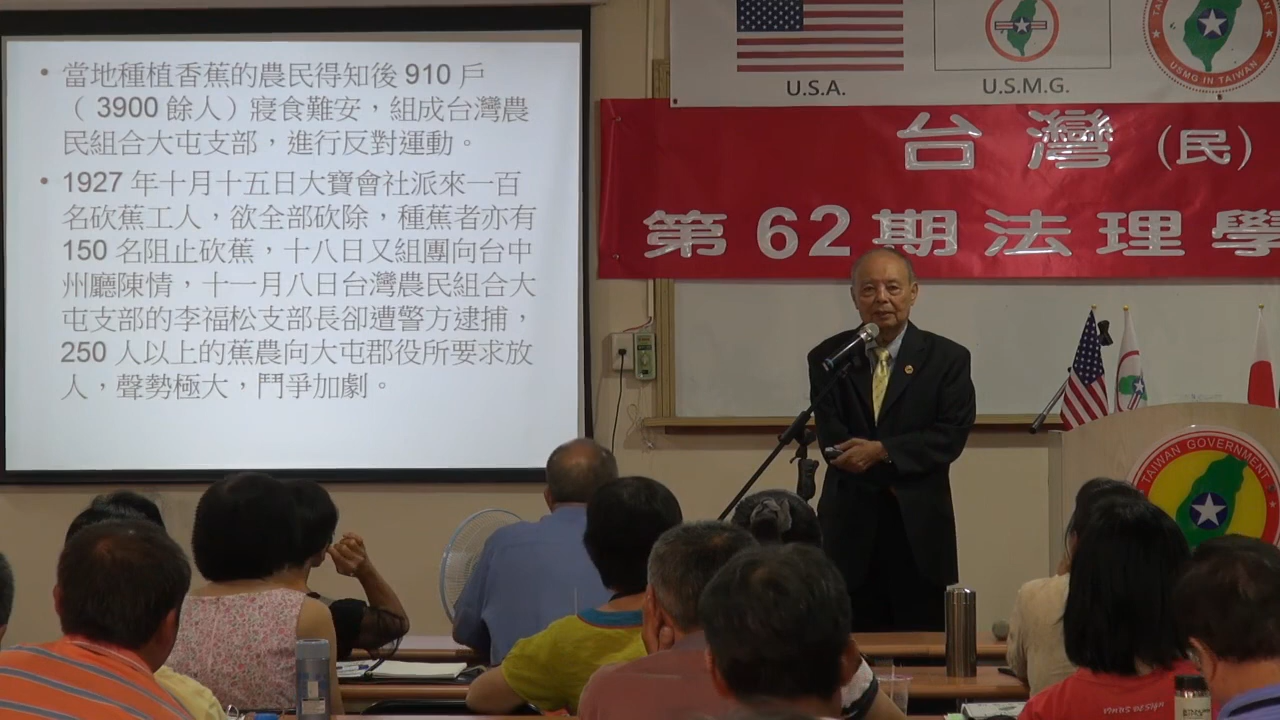 • 當地種植香蕉的農民得知後 910 戶
（ 3900 餘人）寢食難安，組成台灣農
民組合大屯支部，進行反對運動。
• 1927 年十月十五日大寶會社派來一百
名砍蕉工人，欲全部砍除，種蕉者亦有
150 名阻止砍蕉，十八日又組團向台中
州廳陳情，十一月八日台灣農民組合大
屯支部的李福松支部長卻遭警方逮捕，
250 人以上的蕉農向大屯郡役所要求放
人，聲勢極大，鬥爭加劇。
U.S.A.
U.S.M.G.
USMG IN TAIWAN
台灣(民)
第62期法理學
TAIWAN GOVERNMENT